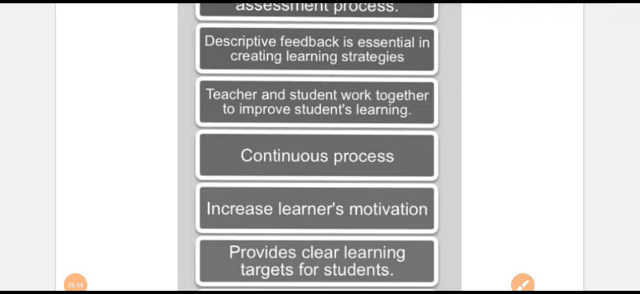 assessment process.
Descriptive feedback is essential in
creating learning strategies
Teacher and student work together
to improve student's learning.
Continuous process
Increase learner's motivation
Provides clear learning
targets for students.